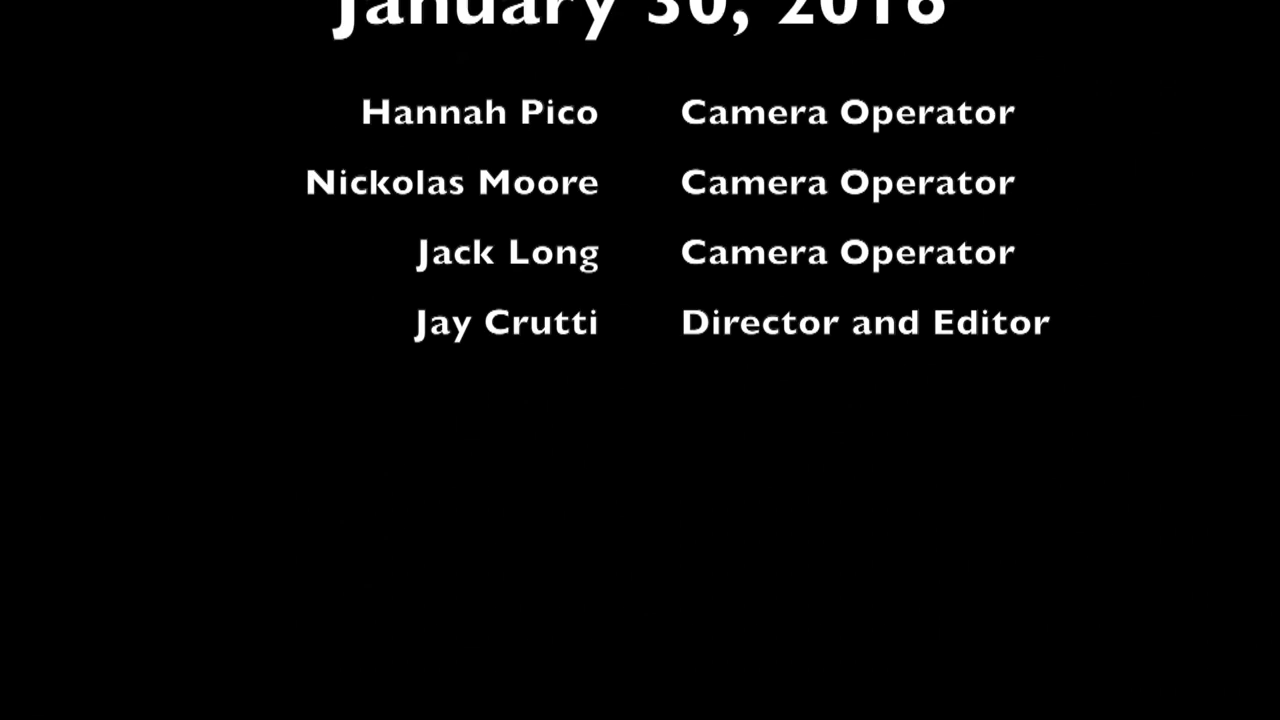 January 30, 2016
Hannah Pico Camera Operator
Nickolas Moore Camera Operator
Jack Long Camera Operator
Jay Crutti Director and Editor